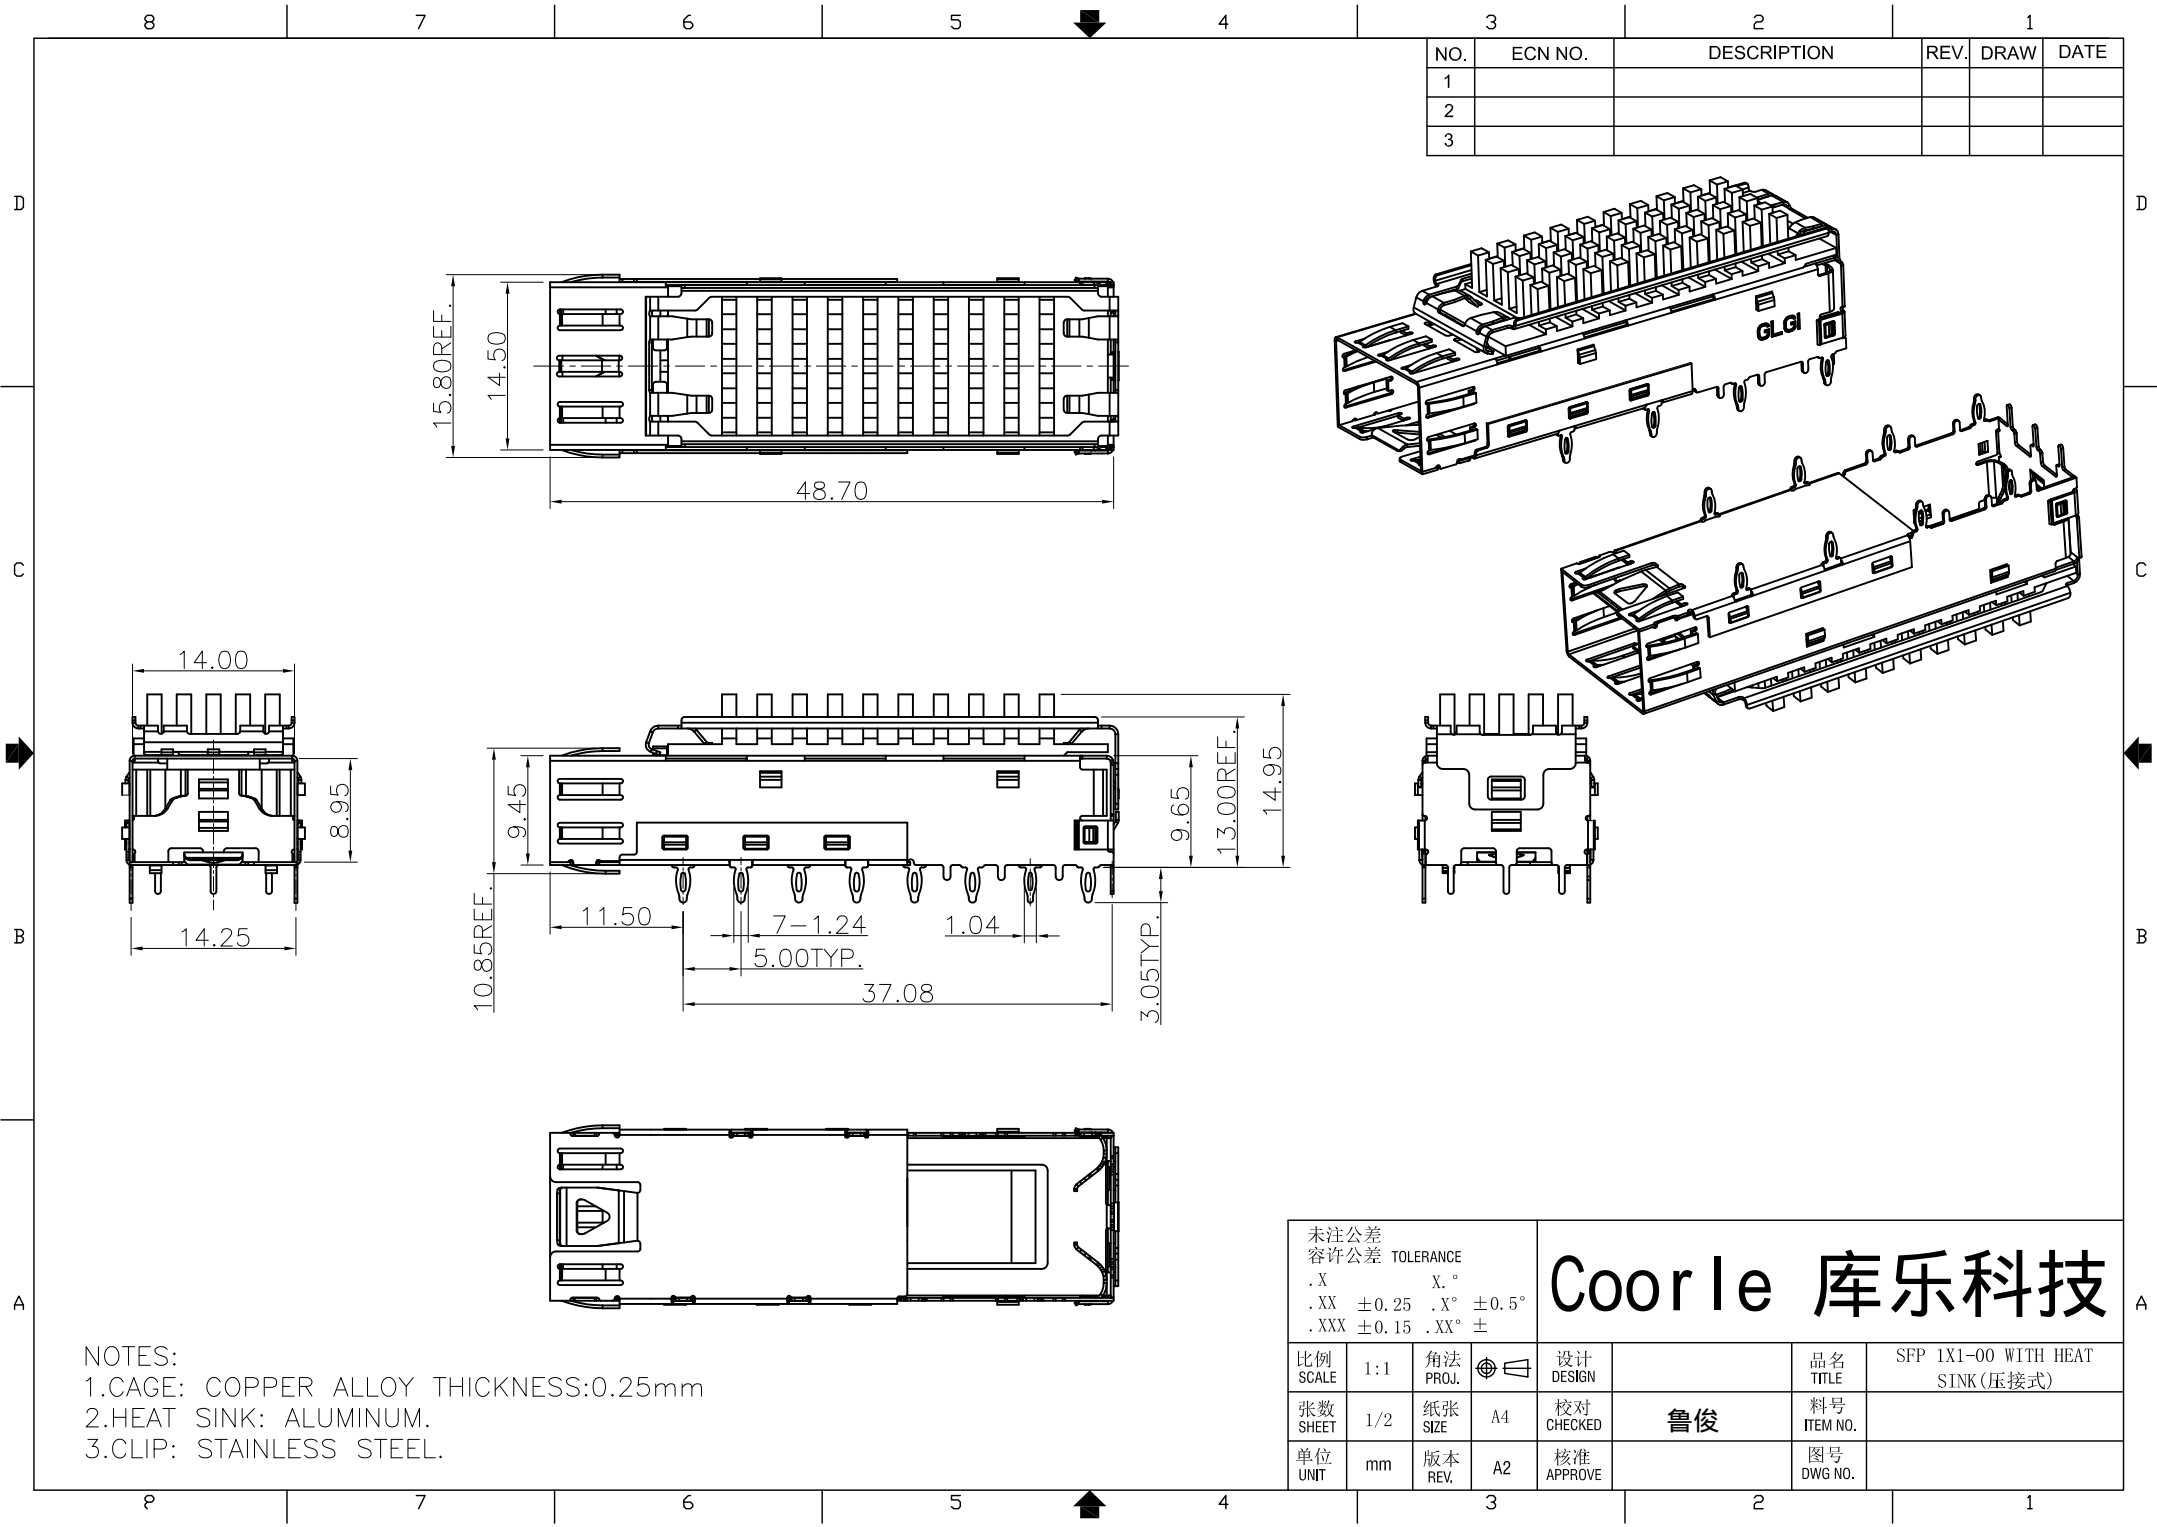 8 7 6 5 4 3 2 1
NO. ECN NO. DESCRIPTION REV. DRAW DATE
1
2
3
D D
C C
B B
A A
GLGI
15.80REF.
14.50
48.70
14.00
8.95
14.25
10.85REF.
9.45
11.50
7-1.24
5.00TYP.
1.04
37.08
3.05TYP.
9.65
13.00REF.
14.95
NOTES:
1.CAGE: COPPER ALLOY THICKNESS:0.25mm
2.HEAT SINK: ALUMINUM.
3.CLIP: STAINLESS STEEL.
未注公差
容许公差 TOLERANCE
.X X.°
.XX ±0.25 .X° ±0.5°
.XXX ±0.15 .XX° ±
Coorle 库乐科技
比例 SCALE 1:1 角法 PROJ. 设计 DESIGN 品名 TITLE SFP 1X1-00 WITH HEAT SINK(压接式)
张数 SHEET 1/2 纸张 SIZE A4 校对 CHECKED 鲁俊 料号 ITEM NO.
单位 UNIT mm 版本 REV. A2 核准 APPROVE 图号 DWG NO.
8 7 6 5 4 3 2 1